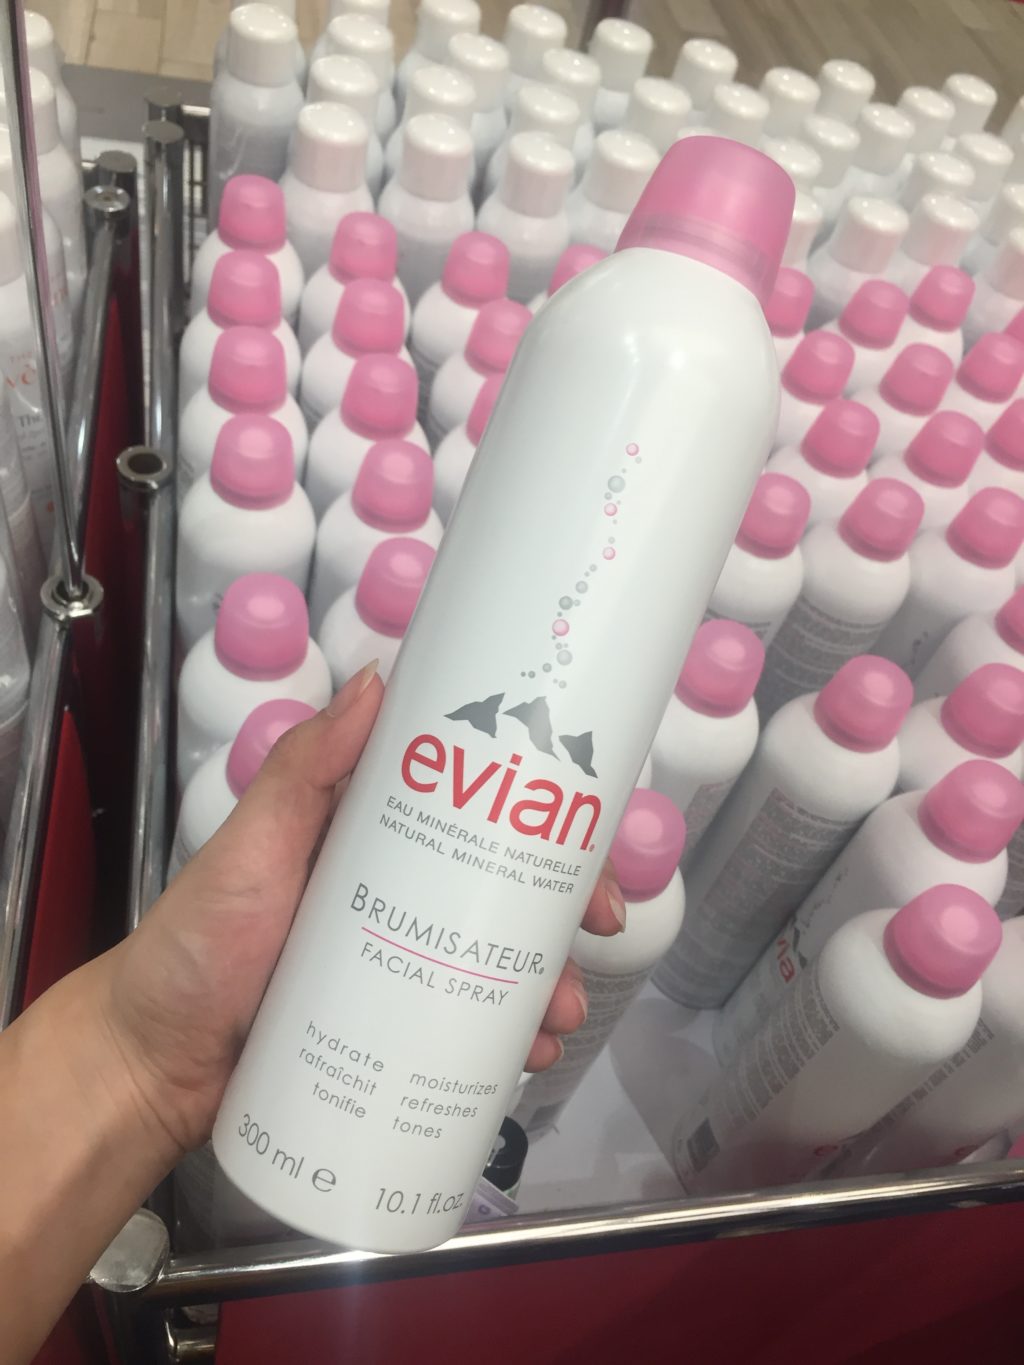 evian®
EAU MINÉRALE NATURELLE
NATURAL MINERAL WATER
BRUMISATEUR®
FACIAL SPRAY
hydrate moisturizes
rafraîchit refreshes
tonifie tones
300 ml ℮ 10.1 fl.oz.